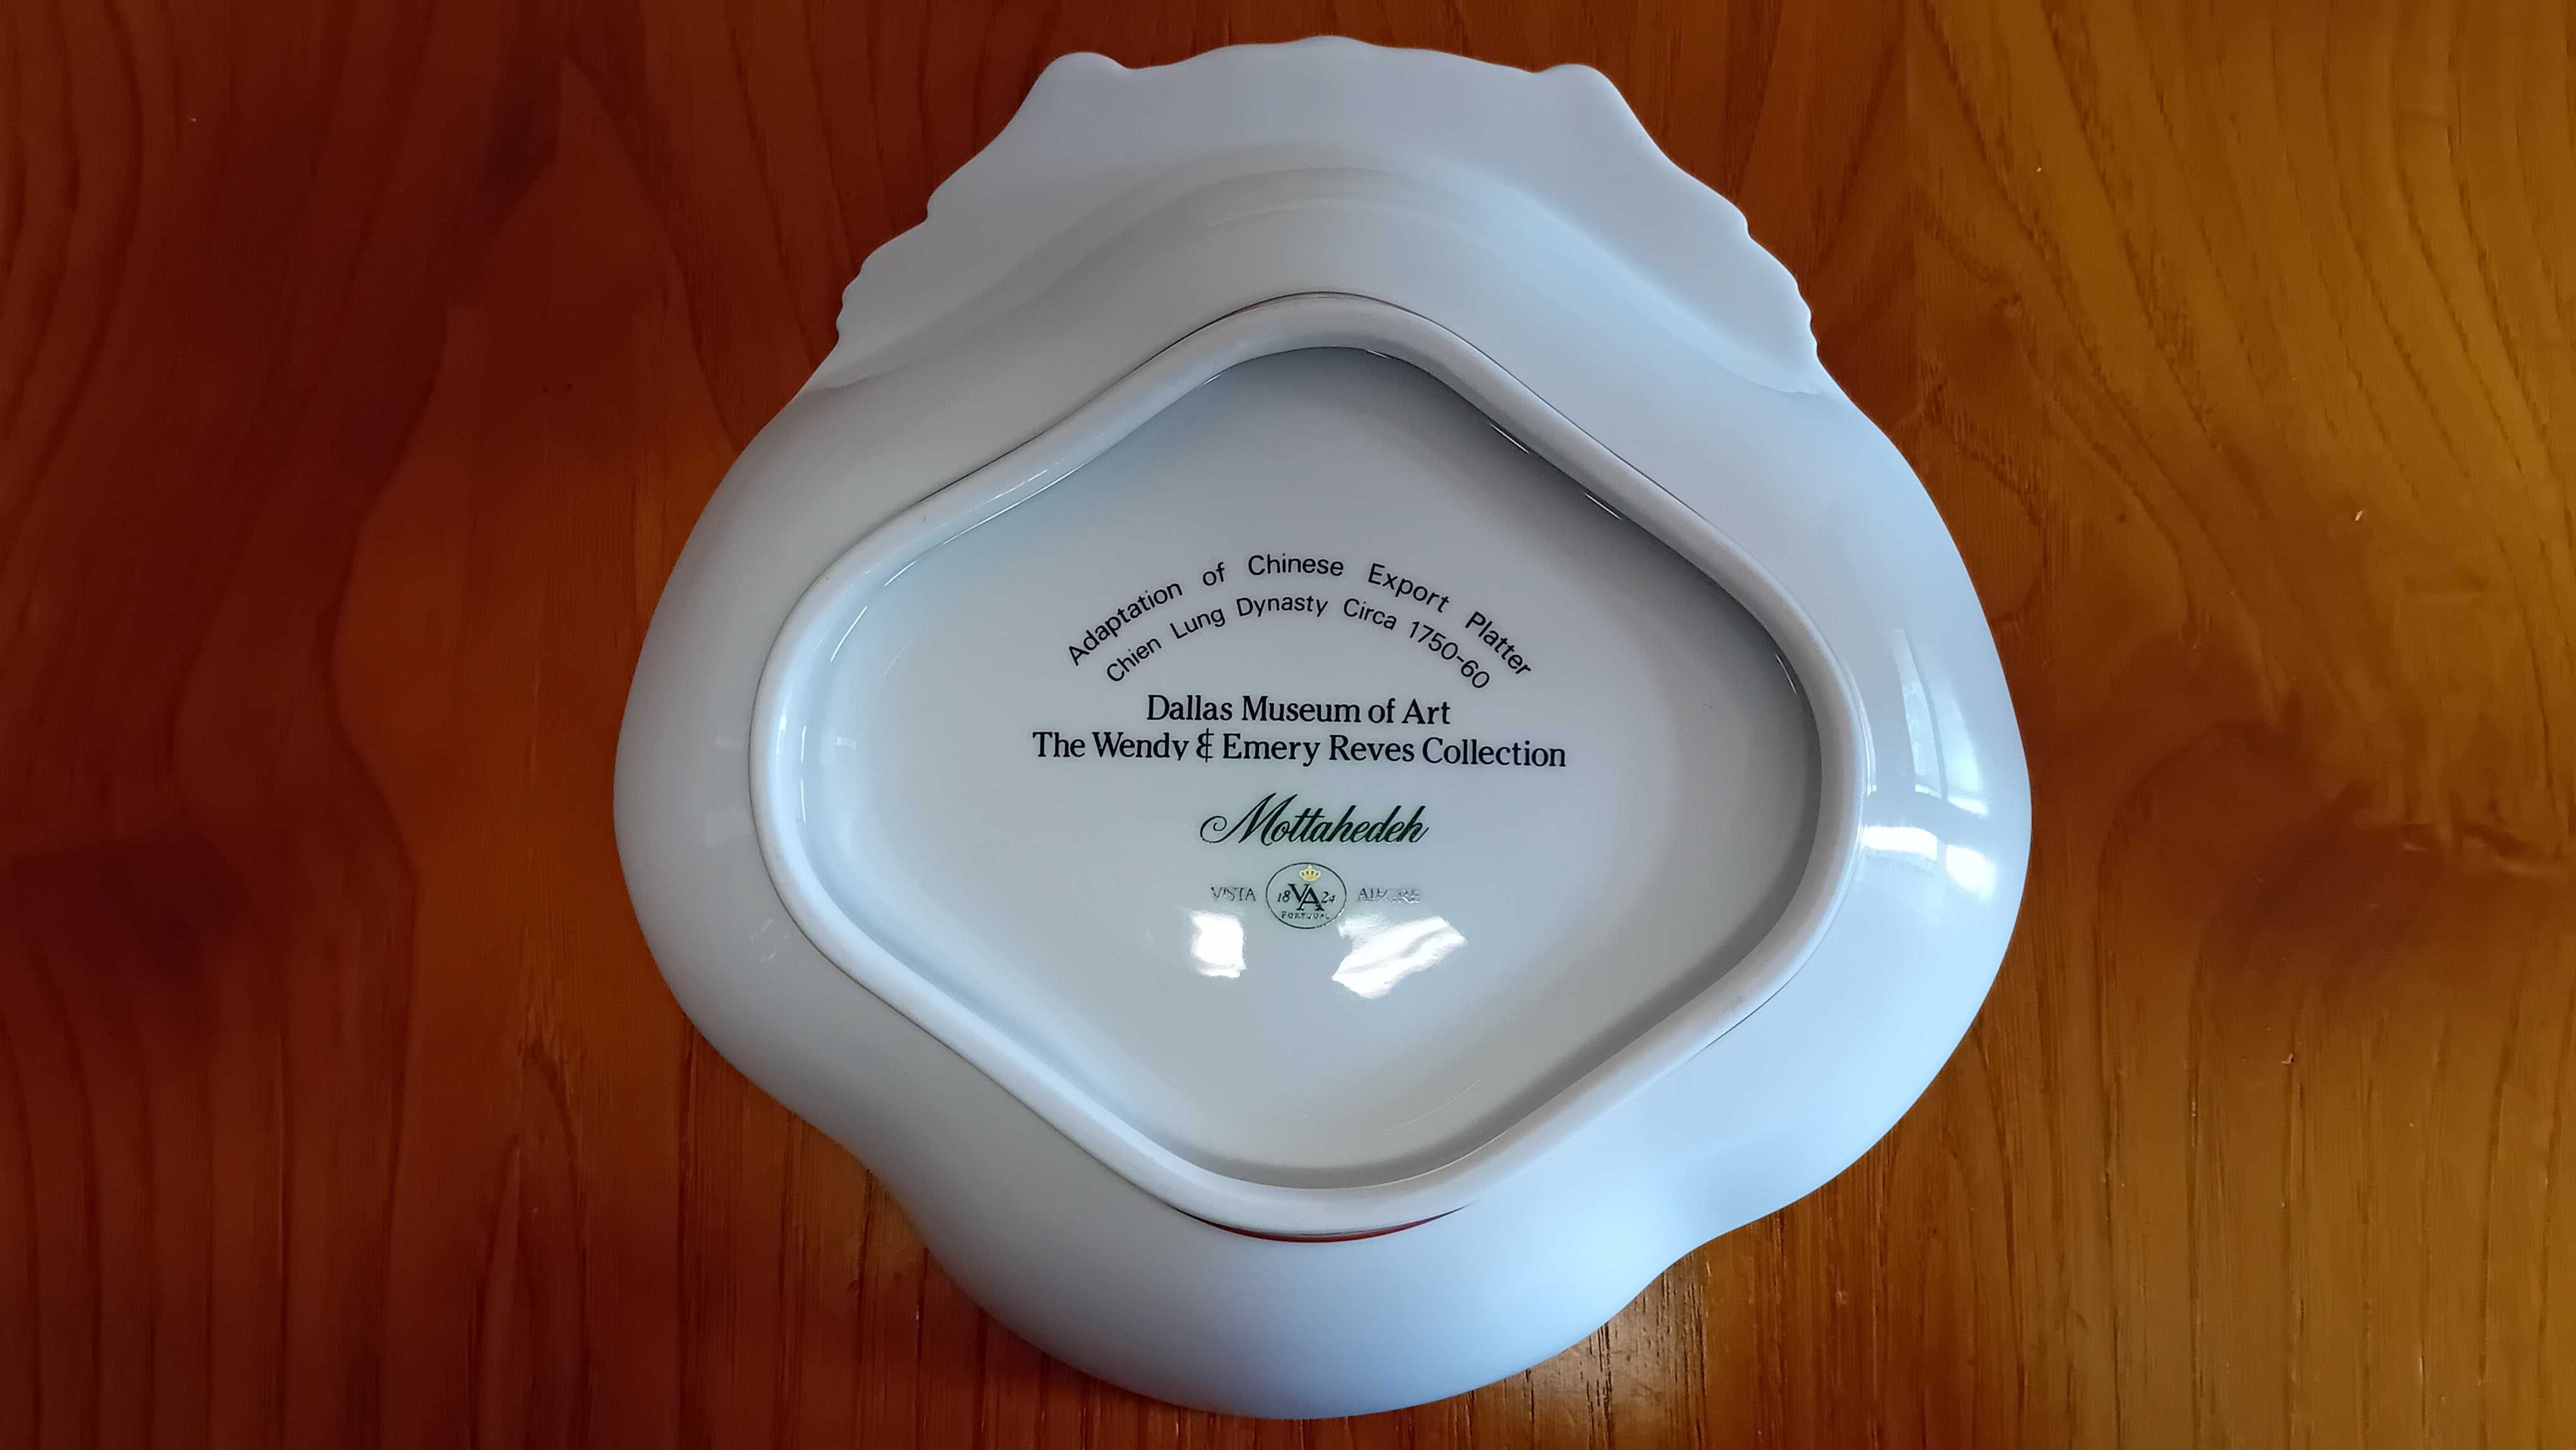 Adaptation of Chinese Export Platter
Chien Lung Dynasty Circa 1750-60
Dallas Museum of Art
The Wendy & Emery Reves Collection
Mottahedeh
VISTA 18 VA 24 ALEGRE
PORTUGAL